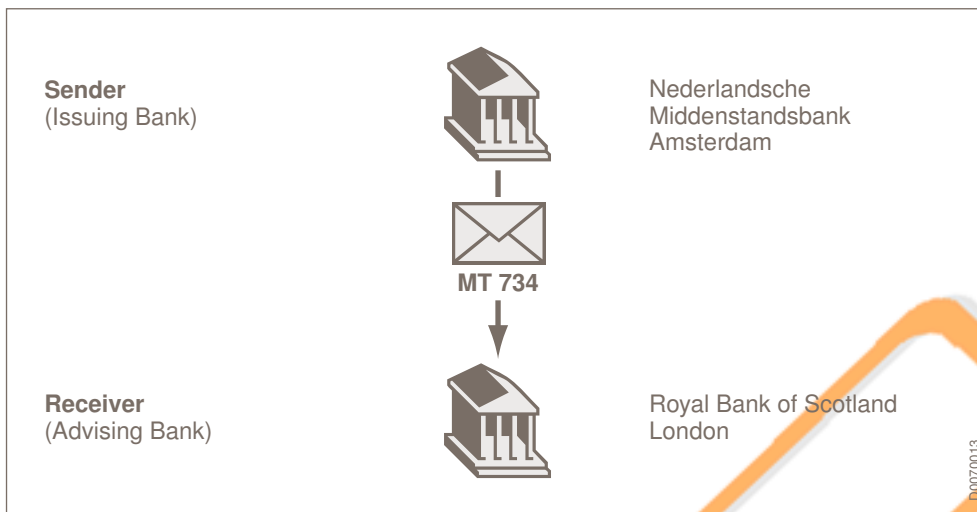 Sender
(Issuing Bank)
Nederlandsche
Middenstandsbank
Amsterdam
MT 734
Receiver
(Advising Bank)
Royal Bank of Scotland
London
D0070013